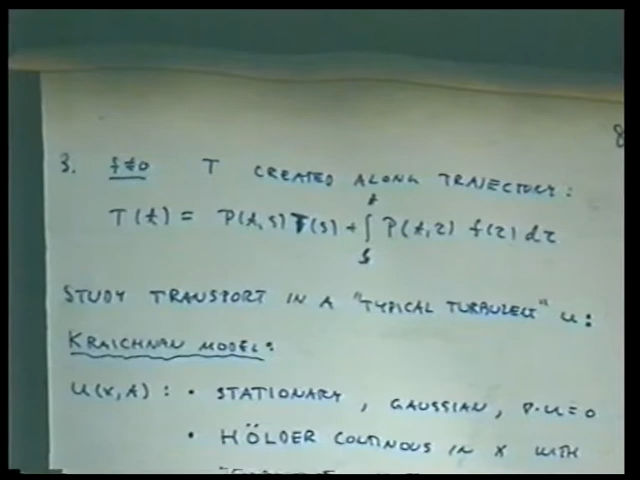 8
3. f≠0 T CREATED ALONG TRAJECTORY:
T(t) = P(t,s)T(s) + ∫ₛᵗ P(t,τ) f(τ) dτ
STUDY TRANSPORT IN A "TYPICAL TURBULENT" u:
KRAICHNAN MODEL:
u(x,t) : • STATIONARY, GAUSSIAN, ∇·u=0
• HÖLDER CONTINOUS IN x WITH